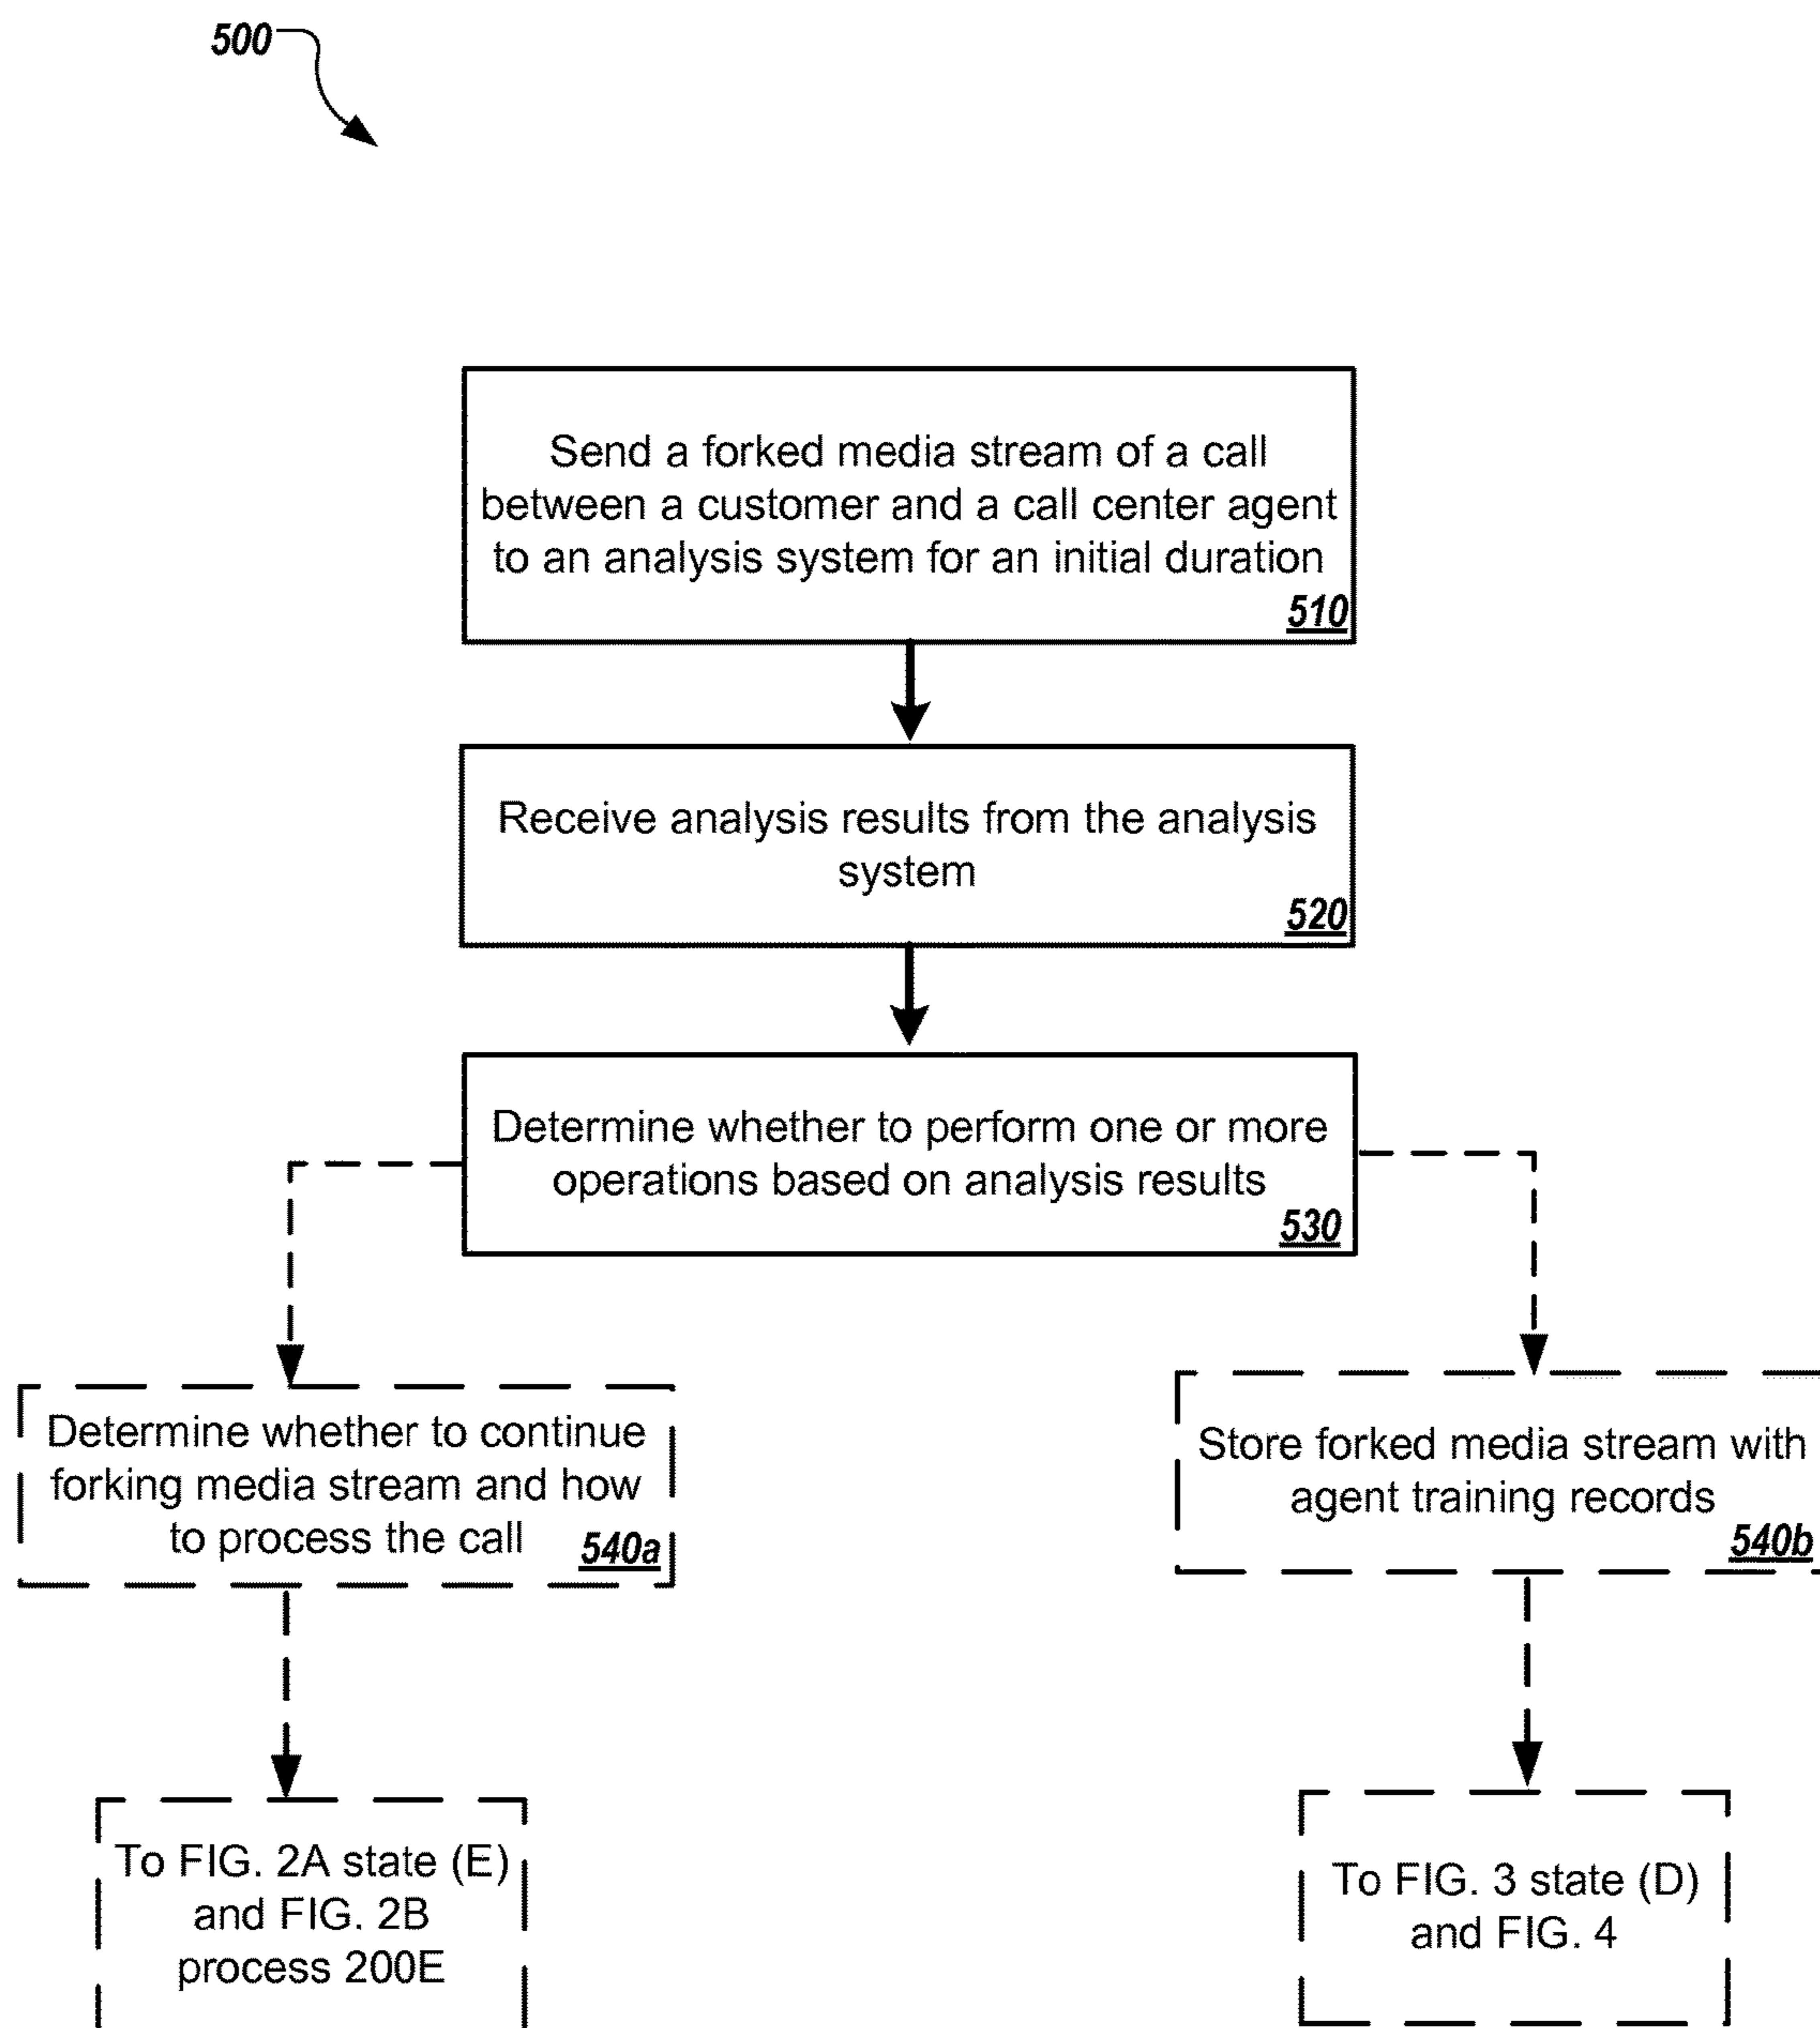 500
Send a forked media stream of a call
between a customer and a call center agent
to an analysis system for an initial duration
510
Receive analysis results from the analysis
system
520
Determine whether to perform one or more
operations based on analysis results
530
Determine whether to continue
forking media stream and how
to process the call
540a
Store forked media stream with
agent training records
540b
To FIG. 2A state (E)
and FIG. 2B
process 200E
To FIG. 3 state (D)
and FIG. 4